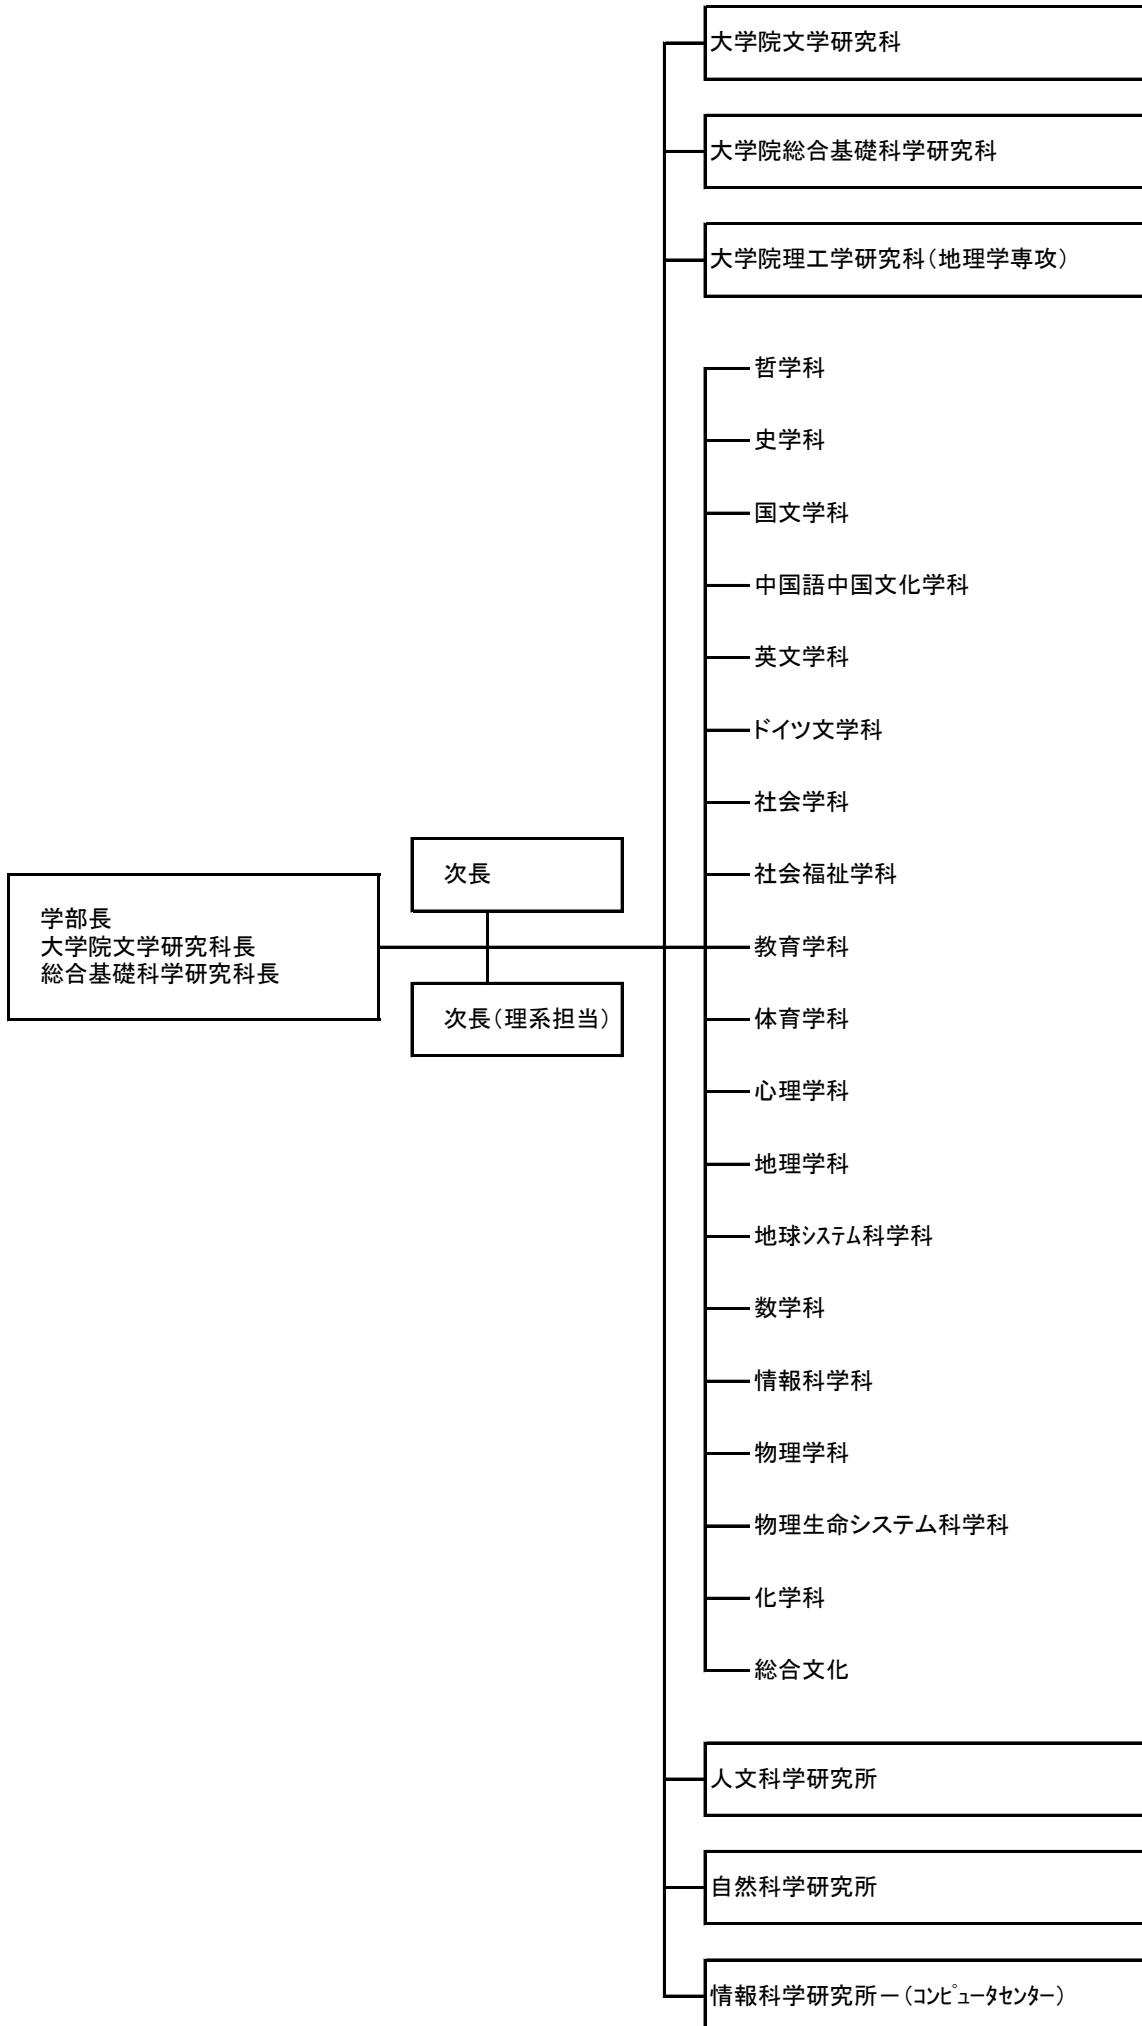 大学院文学研究科
大学院総合基礎科学研究科
大学院理工学研究科（地理学専攻）
哲学科
史学科
国文学科
中国語中国文化学科
英文学科
ドイツ文学科
社会学科
次長
社会福祉学科
学部長
大学院文学研究科長
総合基礎科学研究科長
教育学科
次長（理系担当）
体育学科
心理学科
地理学科
地球ｼｽﾃﾑ科学科
数学科
情報科学科
物理学科
物理生命システム科学科
化学科
総合文化
人文科学研究所
自然科学研究所
情報科学研究所－（ｺﾝﾋﾟｭｰﾀｾﾝﾀｰ）